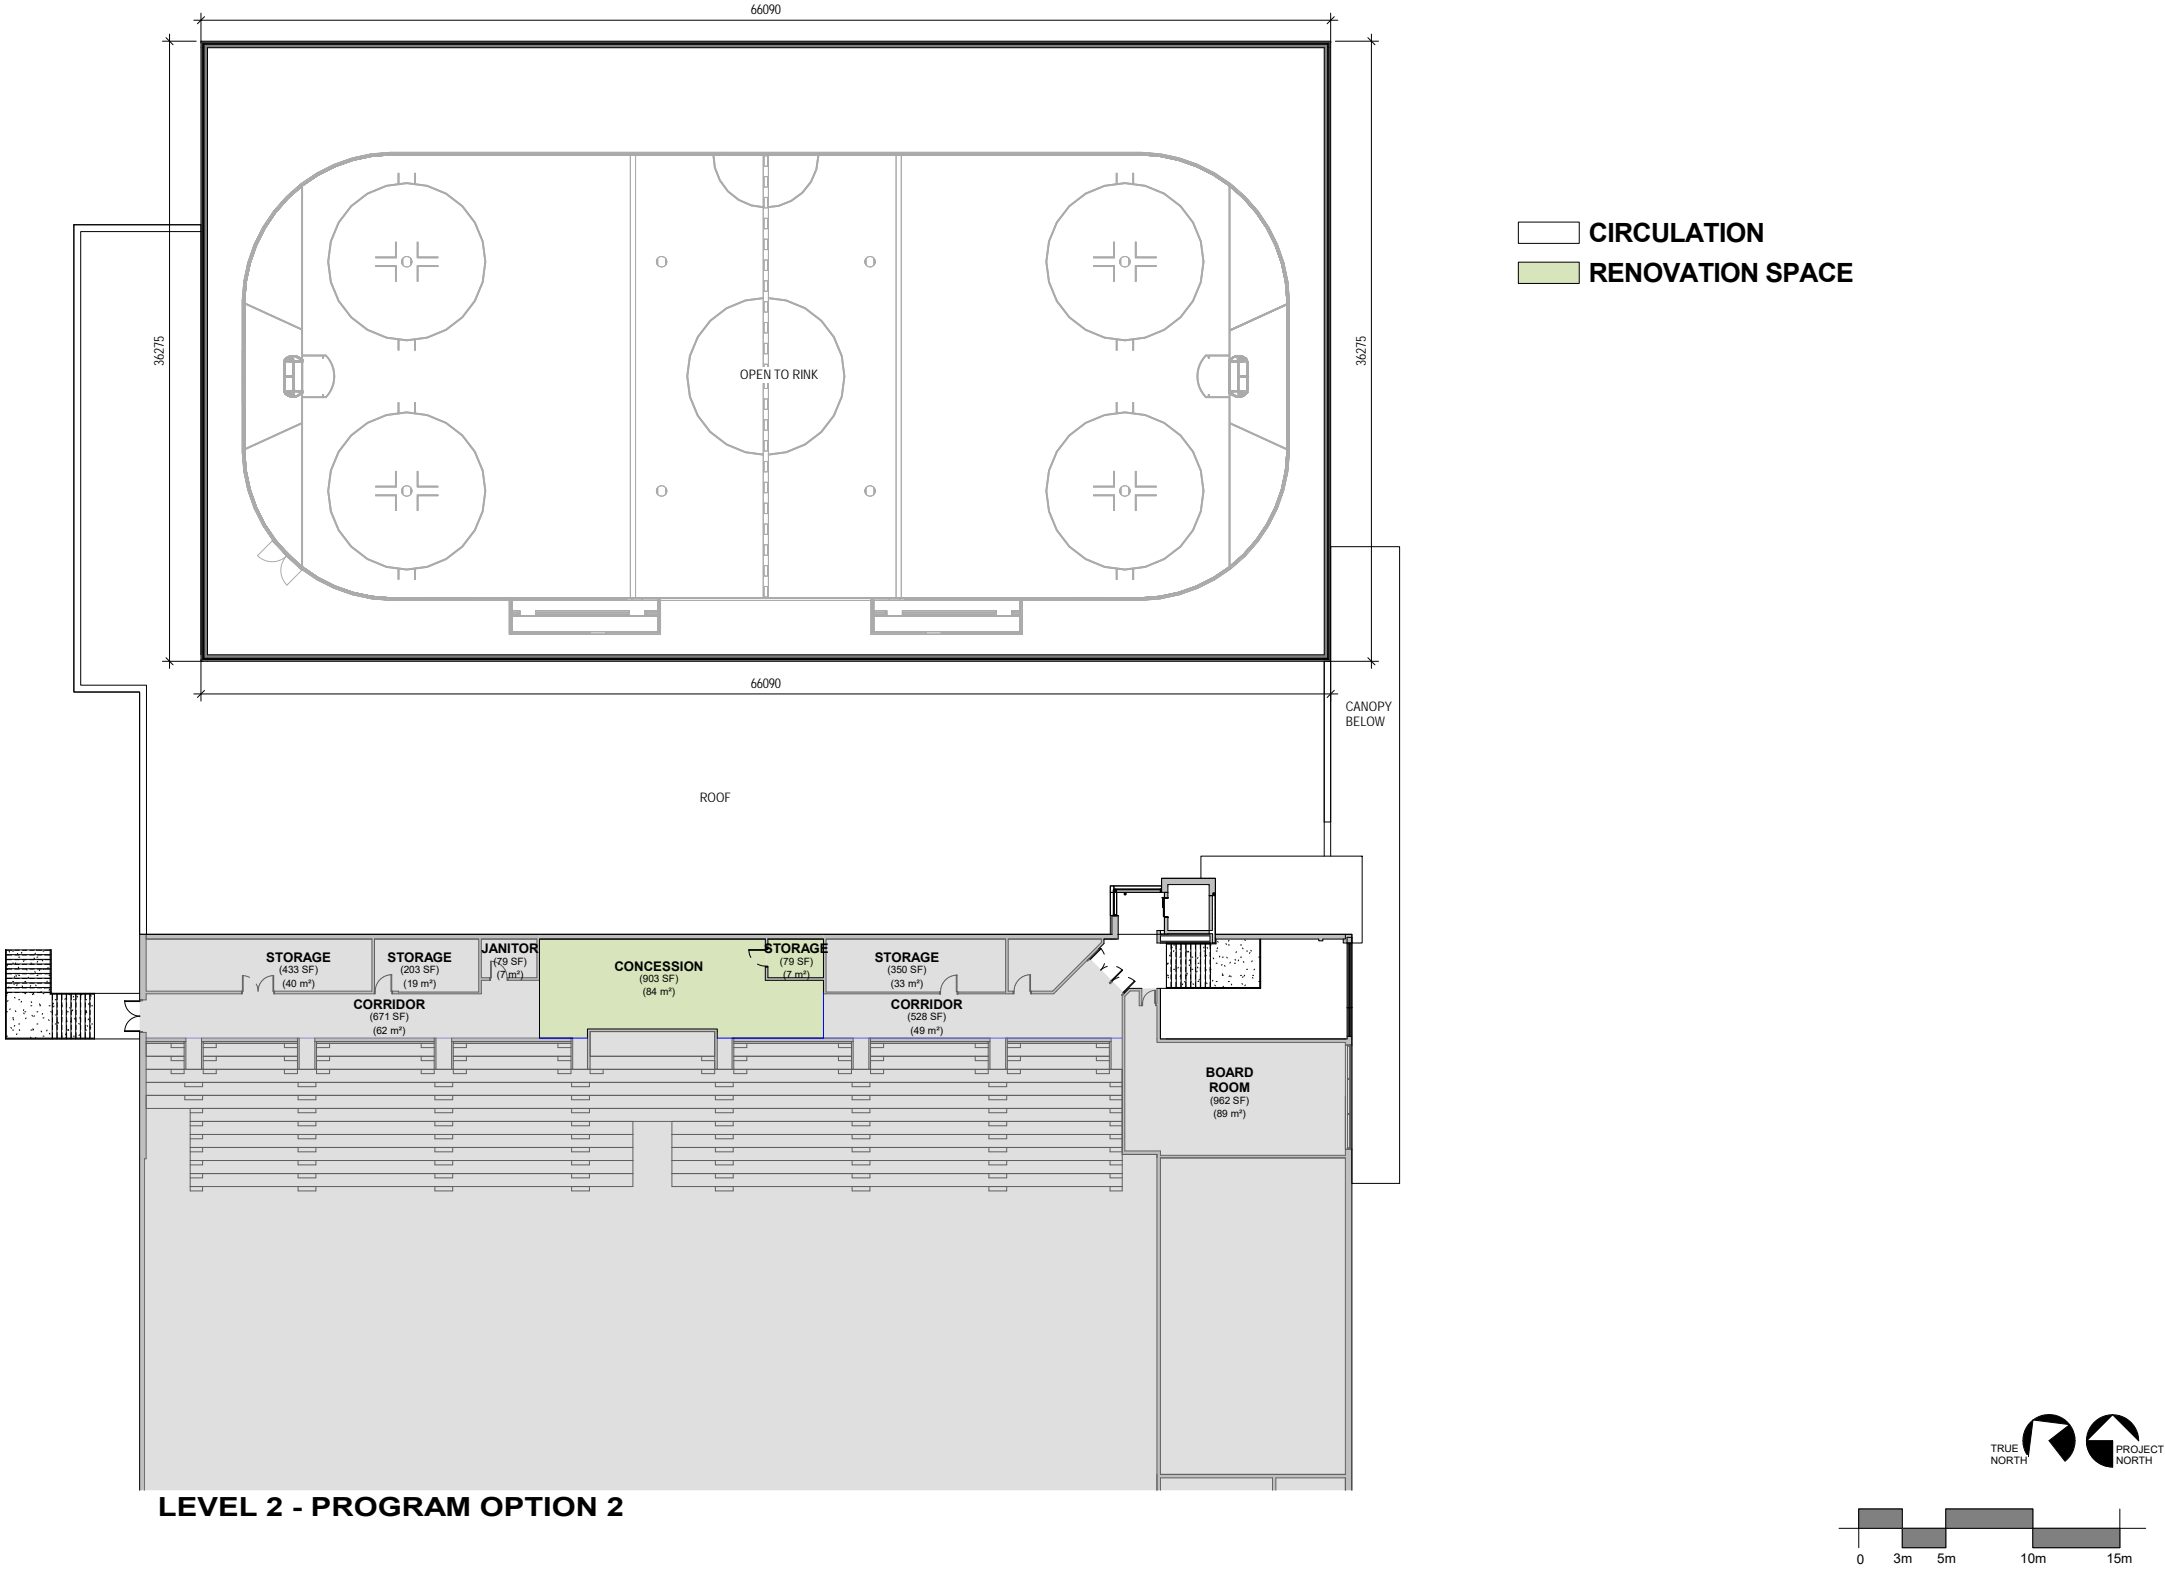 66090
CIRCULATION
RENOVATION SPACE
36275
36275
OPEN TO RINK
66090
CANOPY
BELOW
ROOF
STORAGE
(433 SF)
(40 m²)
STORAGE
(203 SF)
(19 m²)
JANITOR
(79 SF)
(7 m²)
CONCESSION
(903 SF)
(84 m²)
STORAGE
(79 SF)
(7 m²)
STORAGE
(350 SF)
(33 m²)
CORRIDOR
(671 SF)
(62 m²)
CORRIDOR
(528 SF)
(49 m²)
BOARD
ROOM
(962 SF)
(89 m²)
TRUE
NORTH
PROJECT
NORTH
LEVEL 2 - PROGRAM OPTION 2
0 3m 5m 10m 15m